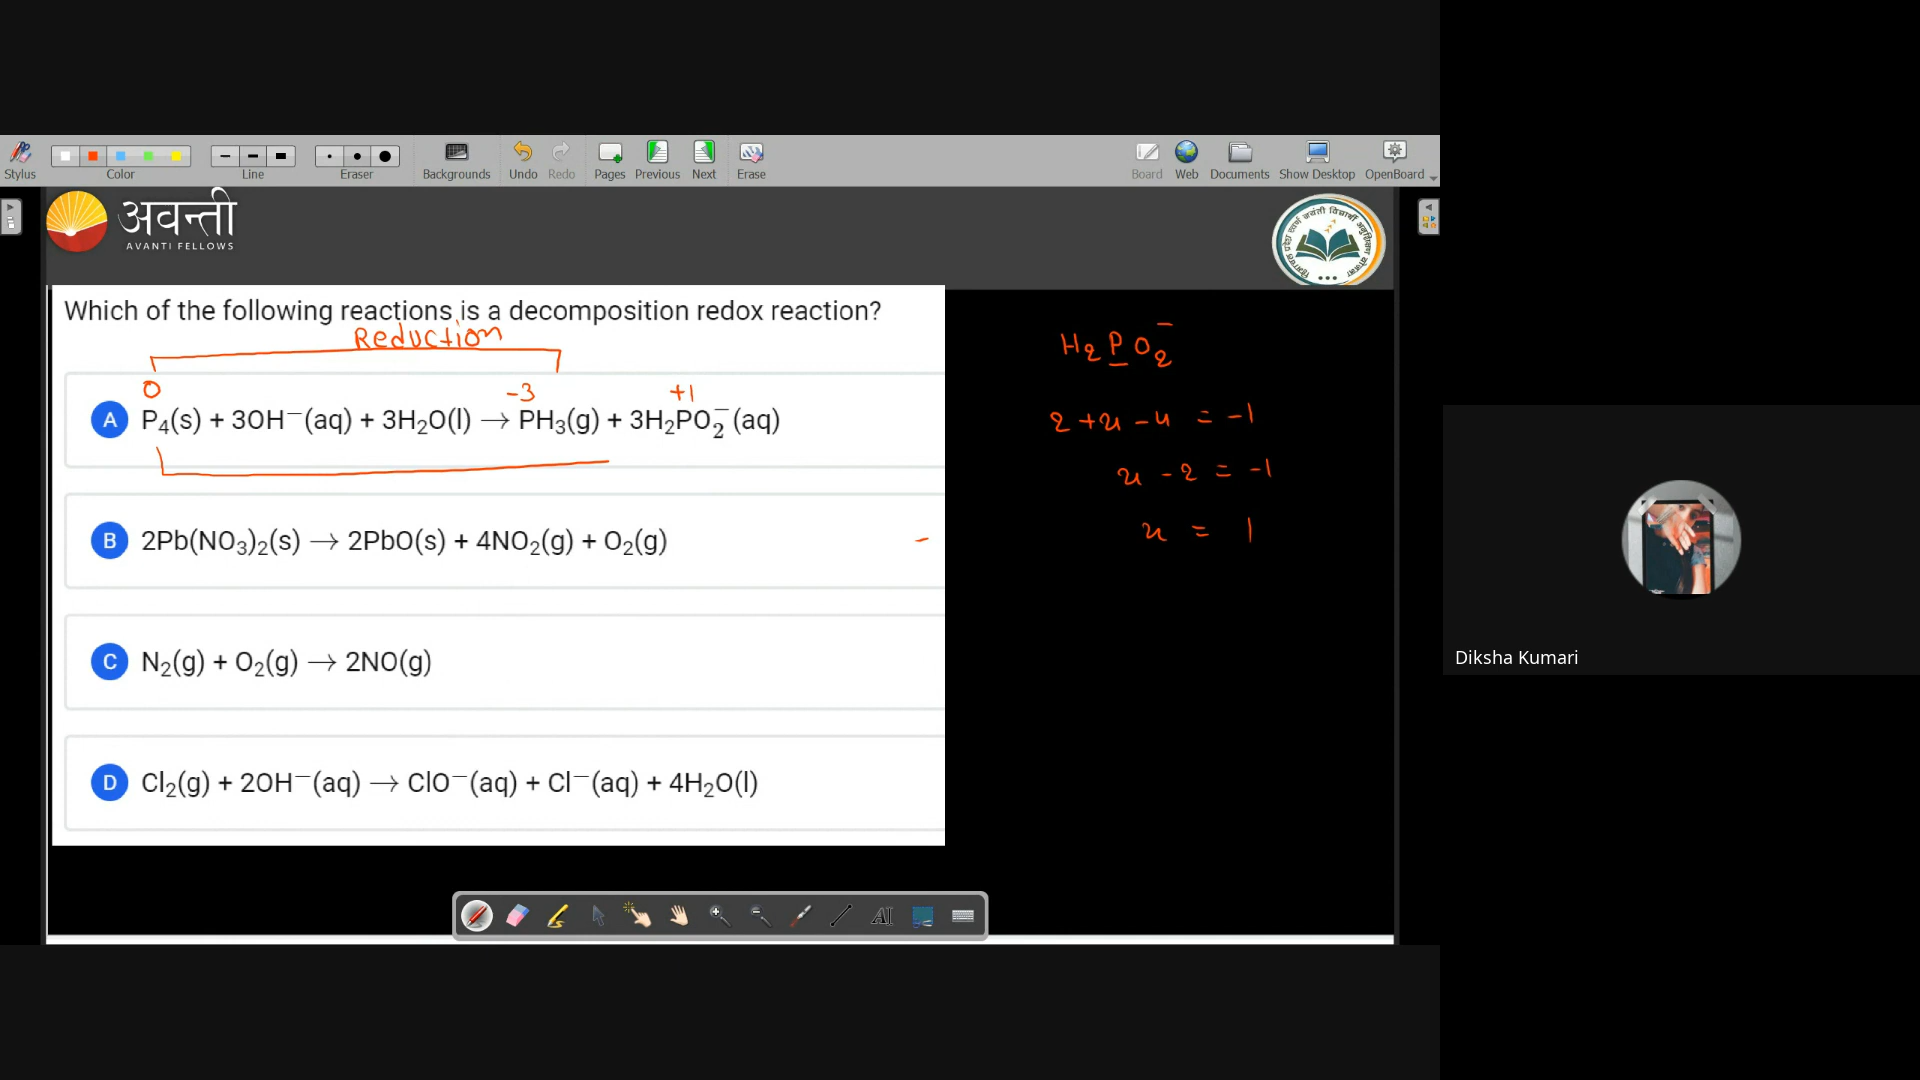 Stylus Color Line Eraser Backgrounds Undo Redo Pages Previous Next Erase Board Web Documents Show Desktop OpenBoard
अवन्ती
AVANTI FELLOWS
Which of the following reactions is a decomposition redox reaction?
Reduction
0 -3 +1
A P₄(s) + 3OH⁻(aq) + 3H₂O(l) → PH₃(g) + 3H₂PO₂⁻(aq)
B 2Pb(NO₃)₂(s) → 2PbO(s) + 4NO₂(g) + O₂(g)
C N₂(g) + O₂(g) → 2NO(g)
D Cl₂(g) + 2OH⁻(aq) → ClO⁻(aq) + Cl⁻(aq) + 4H₂O(l)
H₂PO₂⁻
2 + x - 4 = -1
x - 2 = -1
x = 1
Diksha Kumari